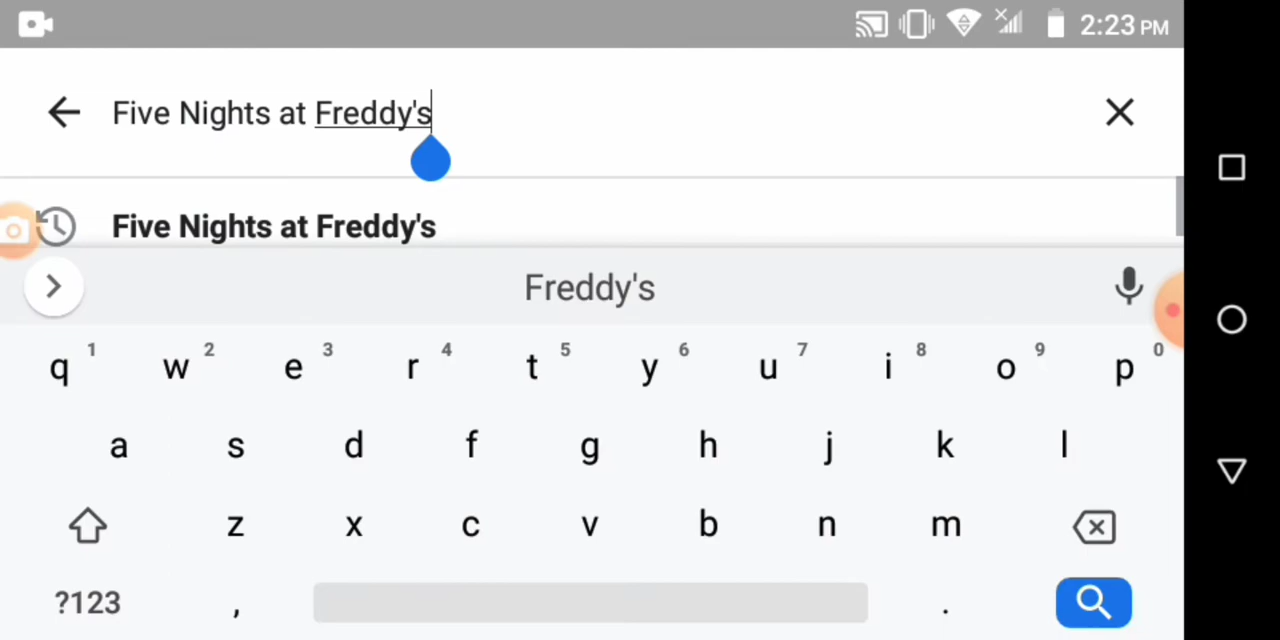 2:23 PM
Five Nights at Freddy's
Five Nights at Freddy's
Freddy's
q 1 w 2 e 3 r 4 t 5 y 6 u 7 i 8 o 9 p 0
a s d f g h j k l
z x c v b n m
?123 , .